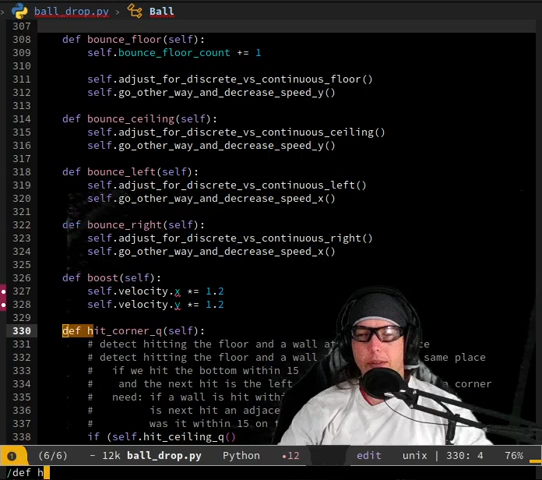 ball_drop.py > Ball
307
308 def bounce_floor(self):
309 self.bounce_floor_count += 1
310
311 self.adjust_for_discrete_vs_continuous_floor()
312 self.go_other_way_and_decrease_speed_y()
313
314 def bounce_ceiling(self):
315 self.adjust_for_discrete_vs_continuous_ceiling()
316 self.go_other_way_and_decrease_speed_y()
317
318 def bounce_left(self):
319 self.adjust_for_discrete_vs_continuous_left()
320 self.go_other_way_and_decrease_speed_x()
321
322 def bounce_right(self):
323 self.adjust_for_discrete_vs_continuous_right()
324 self.go_other_way_and_decrease_speed_x()
325
326 def boost(self):
327 self.velocity.x *= 1.2
328 self.velocity.y *= 1.2
329
330 def hit_corner_q(self):
331 # detect hitting the floor and a wall
332 # detect hitting the floor and a wall same place
333 # if we hit the bottom within 15
334 # and the next hit is the left a corner
335 # need: if a wall is hit
336 # is next hit an
337 # was it within 15 on
338 if (self.hit_ceiling_q()
(6/6) - 12k ball_drop.py Python •12 edit unix | 330: 4 76%
/def h